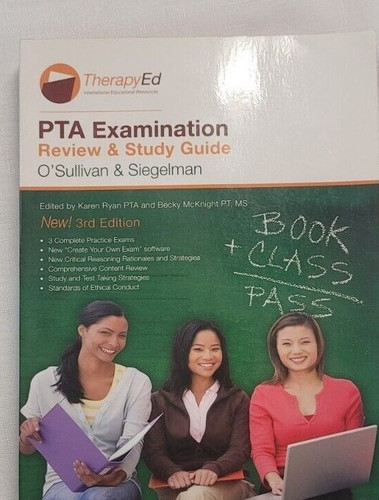 TherapyEd
International Educational Resources
PTA Examination
Review & Study Guide
O'Sullivan & Siegelman
Edited by Karen Ryan PTA and Becky McKnight PT, MS
New! 3rd Edition
• 3 Complete Practice Exams
• New "Create Your Own Exam" software
• New Critical Reasoning Rationales and Strategies
• Comprehensive Content Review
• Study and Test Taking Strategies
• Standards of Ethical Conduct
BOOK
+ CLASS
PASS